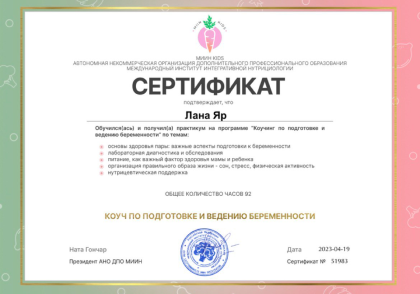 МИИН KIDS
АВТОНОМНАЯ НЕКОММЕРЧЕСКАЯ ОРГАНИЗАЦИЯ ДОПОЛНИТЕЛЬНОГО ПРОФЕССИОНАЛЬНОГО ОБРАЗОВАНИЯ
МЕЖДУНАРОДНЫЙ ИНСТИТУТ ИНТЕГРАТИВНОЙ НУТРИЦИОЛОГИИ
СЕРТИФИКАТ
подтверждает, что
Лана Яр
Обучился(ась) и получил(а) практикум на программе "Коучинг по подготовке и
ведению беременности" по темам:
основы здоровья пары: важные аспекты подготовки к беременности
лабораторная диагностика и обследования
питание, как важный фактор здоровья мамы и ребенка
организация правильного образа жизни - сон, стресс, физическая активность
нутрицевтическая поддержка
ОБЩЕЕ КОЛИЧЕСТВО ЧАСОВ 92
КОУЧ ПО ПОДГОТОВКЕ И ВЕДЕНИЮ БЕРЕМЕННОСТИ
Ната Гончар
Дата 2023-04-19
Президент АНО ДПО МИИН
Сертификат № 51983